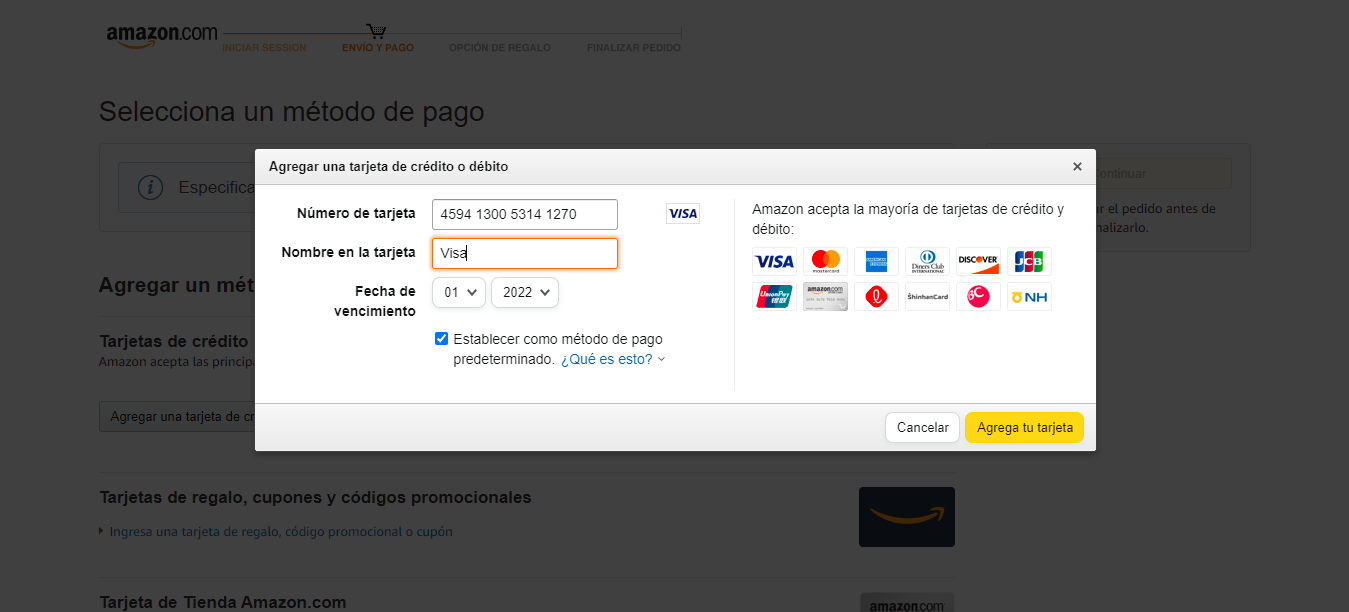 amazon.com
INICIAR SESIÓN
ENVÍO Y PAGO
OPCIÓN DE REGALO
FINALIZAR PEDIDO
Selecciona un método de pago
Especifica
Continuar
r el pedido antes de
nalizarlo.
Agregar una tarjeta de crédito o débito
×
Número de tarjeta
4594 1300 5314 1270
VISA
Nombre en la tarjeta
Visa
Fecha de
vencimiento
01
2022
Establecer como método de pago
predeterminado. ¿Qué es esto?
Amazon acepta la mayoría de tarjetas de crédito y
débito:
VISA
mastercard
AMERICAN EXPRESS
Diners Club
INTERNATIONAL
DISCOVER
JCB
UnionPay
银联
amazon.com
ShinhanCard
NH
Cancelar
Agrega tu tarjeta
Agregar un mét
Tarjetas de crédito
Amazon acepta las principa
Agregar una tarjeta de cr
Tarjetas de regalo, cupones y códigos promocionales
Ingresa una tarjeta de regalo, código promocional o cupón
Tarjeta de Tienda Amazon.com
amazon.com